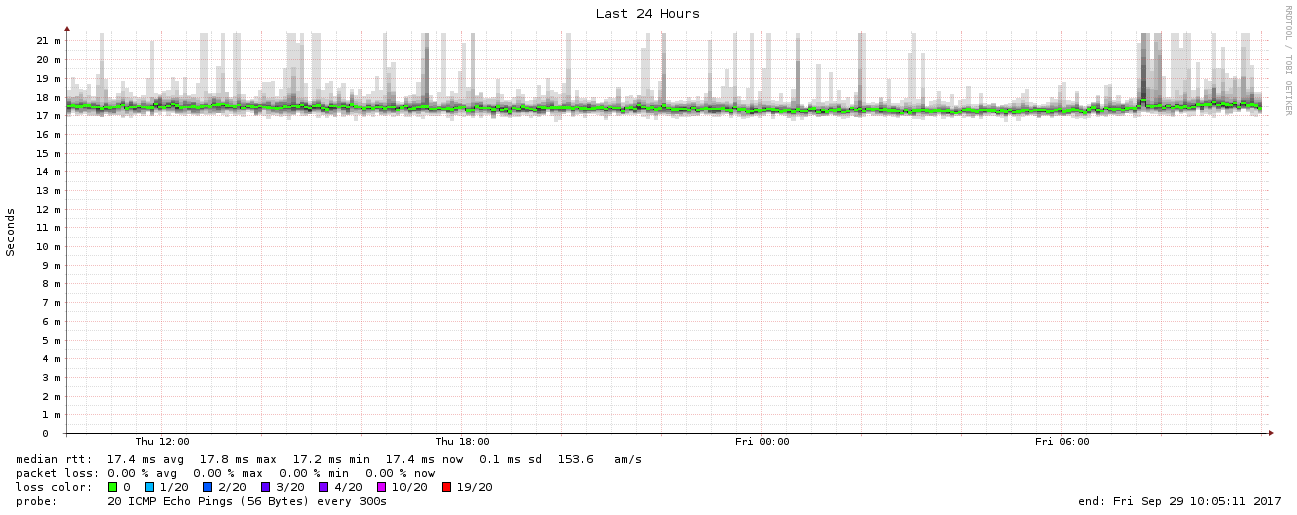 Last 24 Hours
RRDTOOL / TOBI OETIKER
Seconds
21 m
20 m
19 m
18 m
17 m
16 m
15 m
14 m
13 m
12 m
11 m
10 m
9 m
8 m
7 m
6 m
5 m
4 m
3 m
2 m
1 m
0
Thu 12:00 Thu 18:00 Fri 00:00 Fri 06:00
median rtt: 17.4 ms avg 17.8 ms max 17.2 ms min 17.4 ms now 0.1 ms sd 153.6 am/s
packet loss: 0.00 % avg 0.00 % max 0.00 % min 0.00 % now
loss color: 0 1/20 2/20 3/20 4/20 10/20 19/20
probe: 20 ICMP Echo Pings (56 Bytes) every 300s end: Fri Sep 29 10:05:11 2017